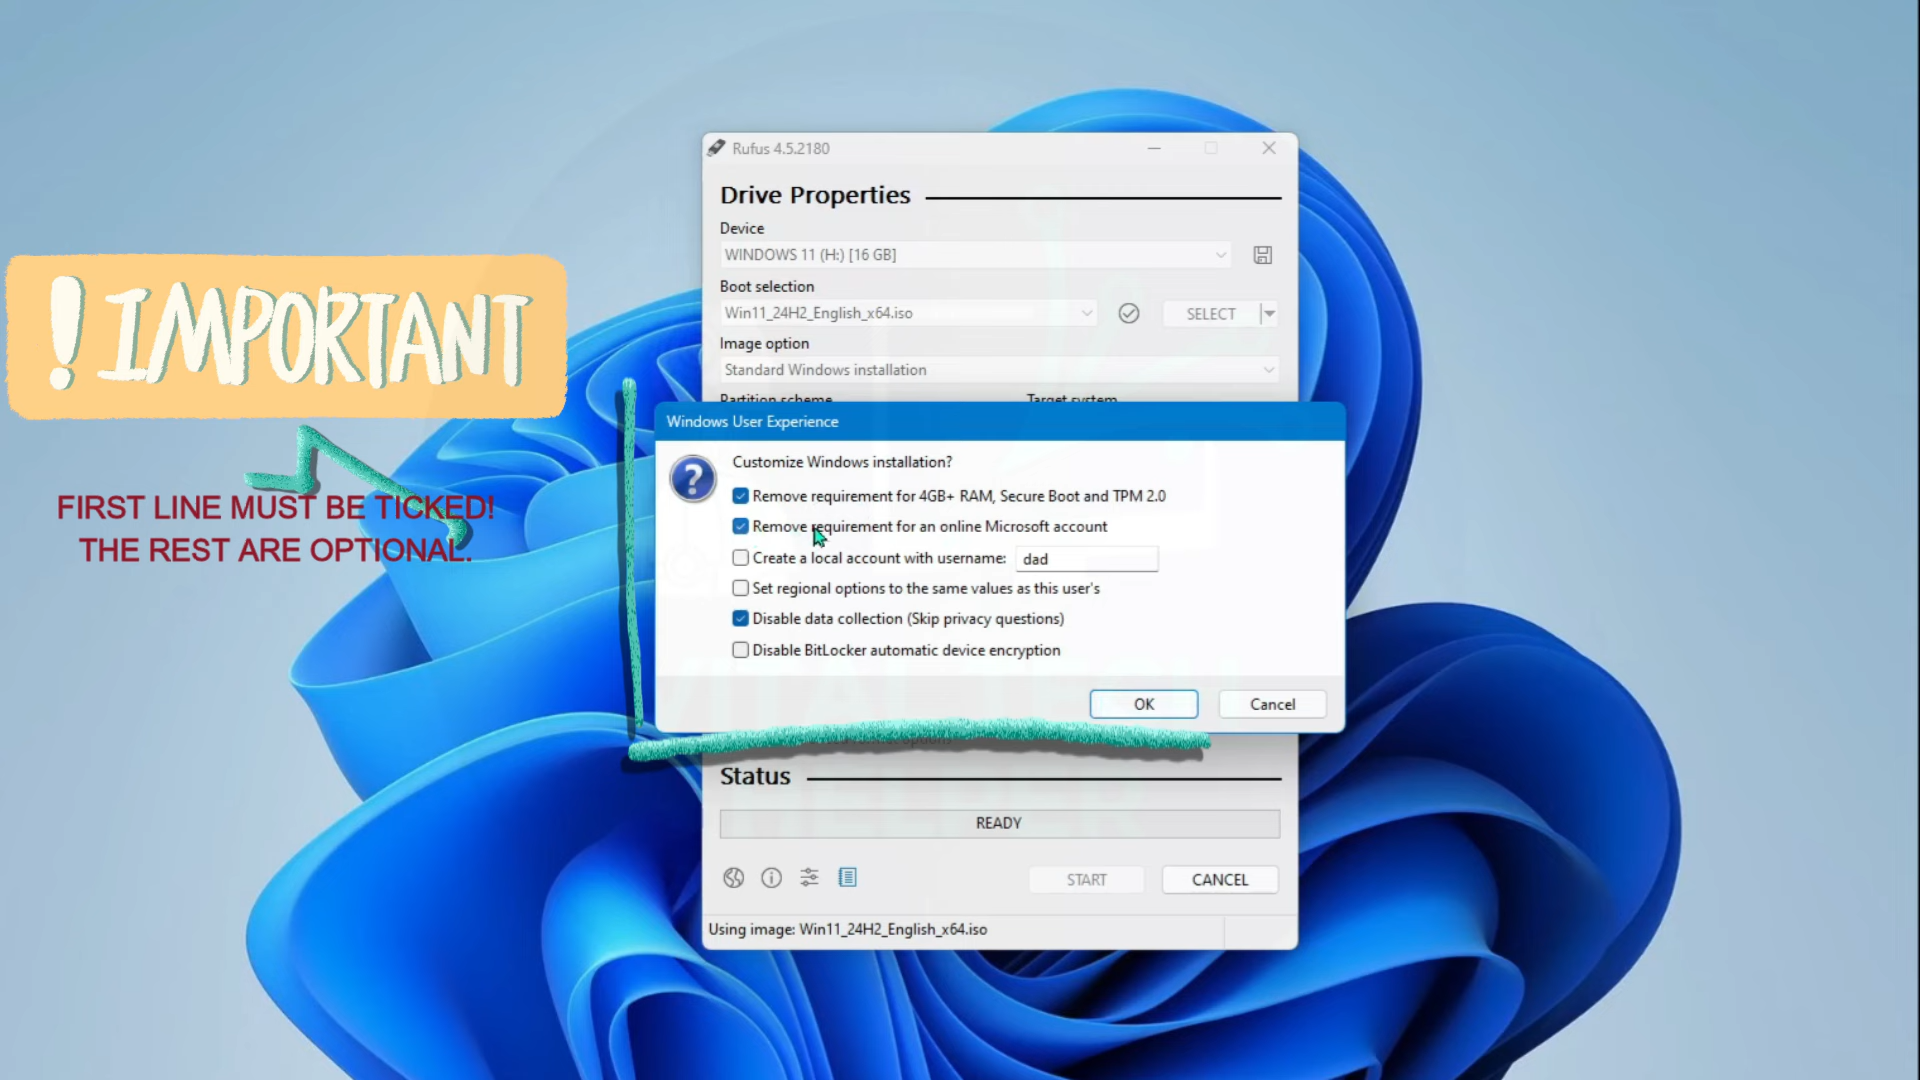 Rufus 4.5.2180
Drive Properties
Device
WINDOWS 11 (H:) [16 GB]
Boot selection
Win11_24H2_English_x64.iso
SELECT
Image option
Standard Windows installation
Partition scheme
Target system
! IMPORTANT
FIRST LINE MUST BE TICKED!
THE REST ARE OPTIONAL.
Windows User Experience
Customize Windows installation?
Remove requirement for 4GB+ RAM, Secure Boot and TPM 2.0
Remove requirement for an online Microsoft account
Create a local account with username: dad
Set regional options to the same values as this user's
Disable data collection (Skip privacy questions)
Disable BitLocker automatic device encryption
OK
Cancel
Status
READY
START
CANCEL
Using image: Win11_24H2_English_x64.iso